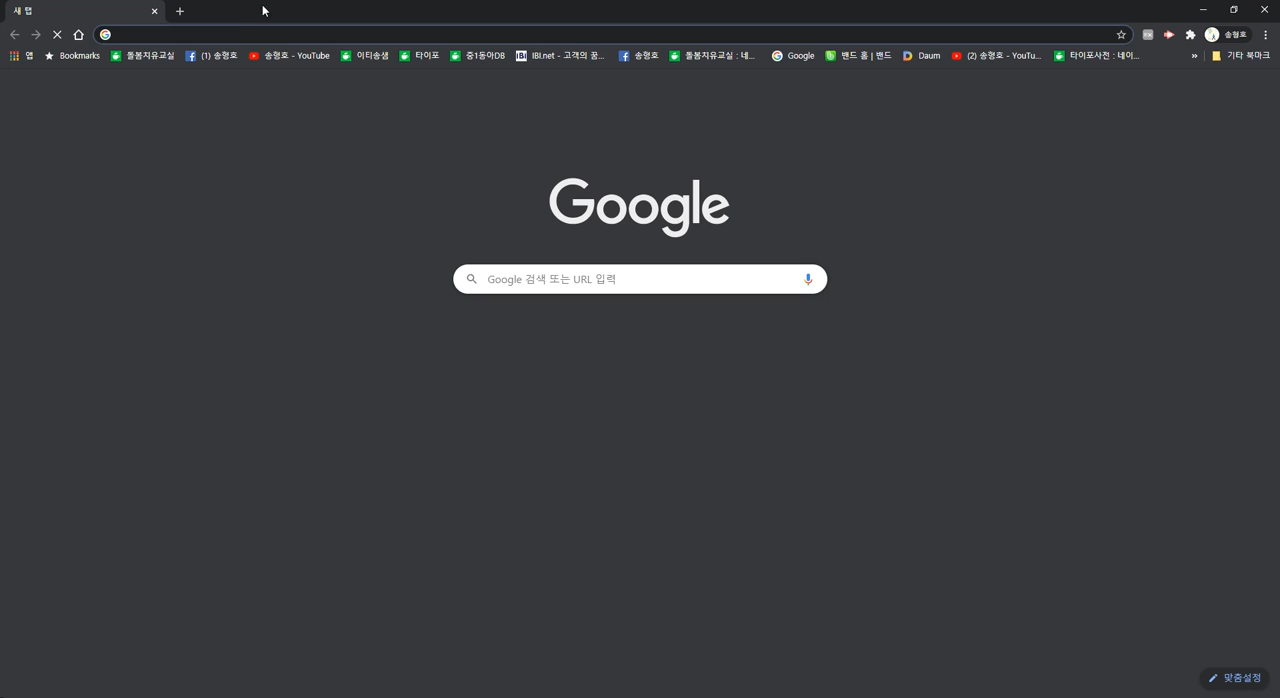 새 탭
송형호
앱 Bookmarks 돌봄치유교실 (1) 송형호 송형호 - YouTube 이티송샘 타이포 중1동아DB IBI.net - 고객의 꿈... 송형호 돌봄치유교실 : 네... Google 밴드 홈 | 밴드 Daum (2) 송형호 - YouTu... 타이포사전 : 네이... » 기타 북마크
Google
Google 검색 또는 URL 입력
맞춤설정